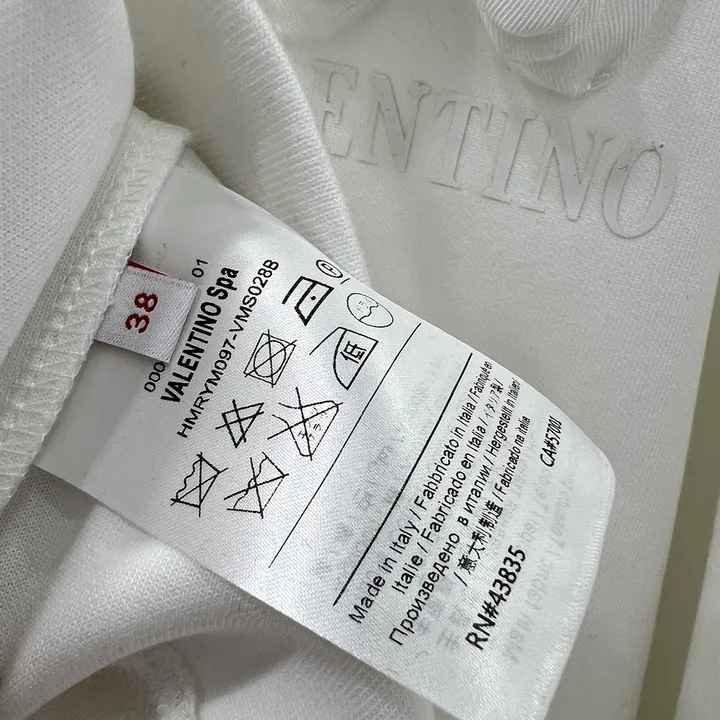 ENTINO
38
000
01
VALENTINO Spa
HMRYM097-VMS028B
低
Made in Italy / Fabbricato in Italia / Fabriqué en
Italie / Fabricado en Italia / イタリア製 /
Произведено в италии / Hergestellt in Italien
/ 意大利制造 / Fabricado na italia
RN#43835
CA#57001